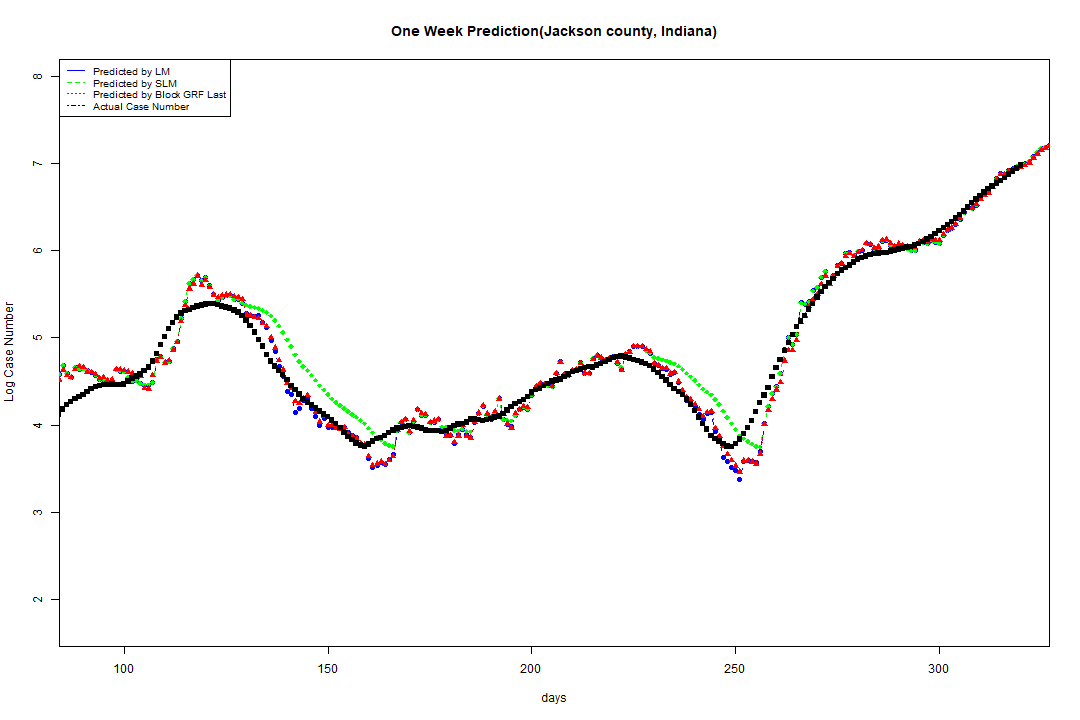 One Week Prediction(Jackson county, Indiana)
Predicted by LM
Predicted by SLM
Predicted by Block GRF Last
Actual Case Number
8
7
6
5
4
3
2
Log Case Number
100 150 200 250 300
days